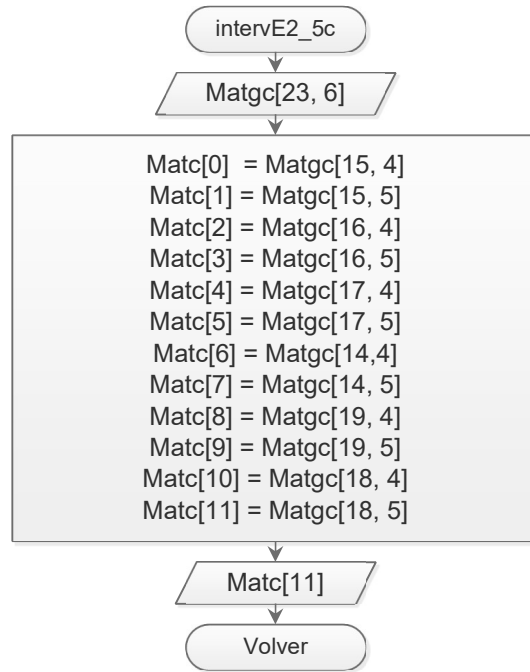 intervE2_5c
Matgc[23, 6]
Matc[0]  = Matgc[15, 4]
Matc[1] = Matgc[15, 5]
Matc[2] = Matgc[16, 4]
Matc[3] = Matgc[16, 5]
Matc[4] = Matgc[17, 4]
Matc[5] = Matgc[17, 5]
Matc[6] = Matgc[14,4]
Matc[7] = Matgc[14, 5]
Matc[8] = Matgc[19, 4]
Matc[9] = Matgc[19, 5]
Matc[10] = Matgc[18, 4]
Matc[11] = Matgc[18, 5]
Matc[11]
Volver